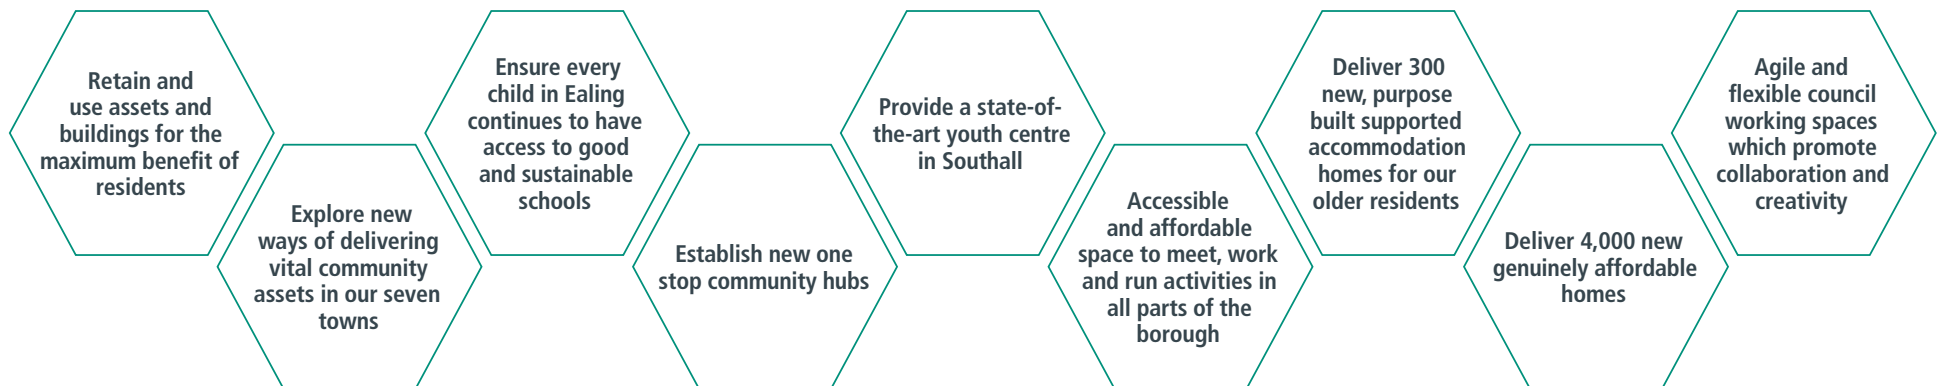 Retain and
use assets and
buildings for the
maximum benefit of
residents
Explore new
ways of delivering
vital community
assets in our seven
towns
Ensure every
child in Ealing
continues to have
access to good
and sustainable
schools
Establish new one
stop community hubs
Provide a state-of-
the-art youth centre
in Southall
Accessible
and affordable
space to meet, work
and run activities in
all parts of the
borough
Deliver 300
new, purpose
built supported
accommodation
homes for our
older residents
Deliver 4,000 new
genuinely affordable
homes
Agile and
flexible council
working spaces
which promote
collaboration and
creativity